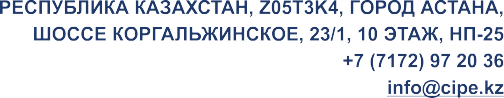 РЕСПУБЛИКА КАЗАХСТАН, Z05T3K4, ГОРОД АСТАНА,
ШОССЕ КОРГАЛЬЖИНСКОЕ, 23/1, 10 ЭТАЖ, НП-25
+7 (7172) 97 20 36
info@cipe.kz